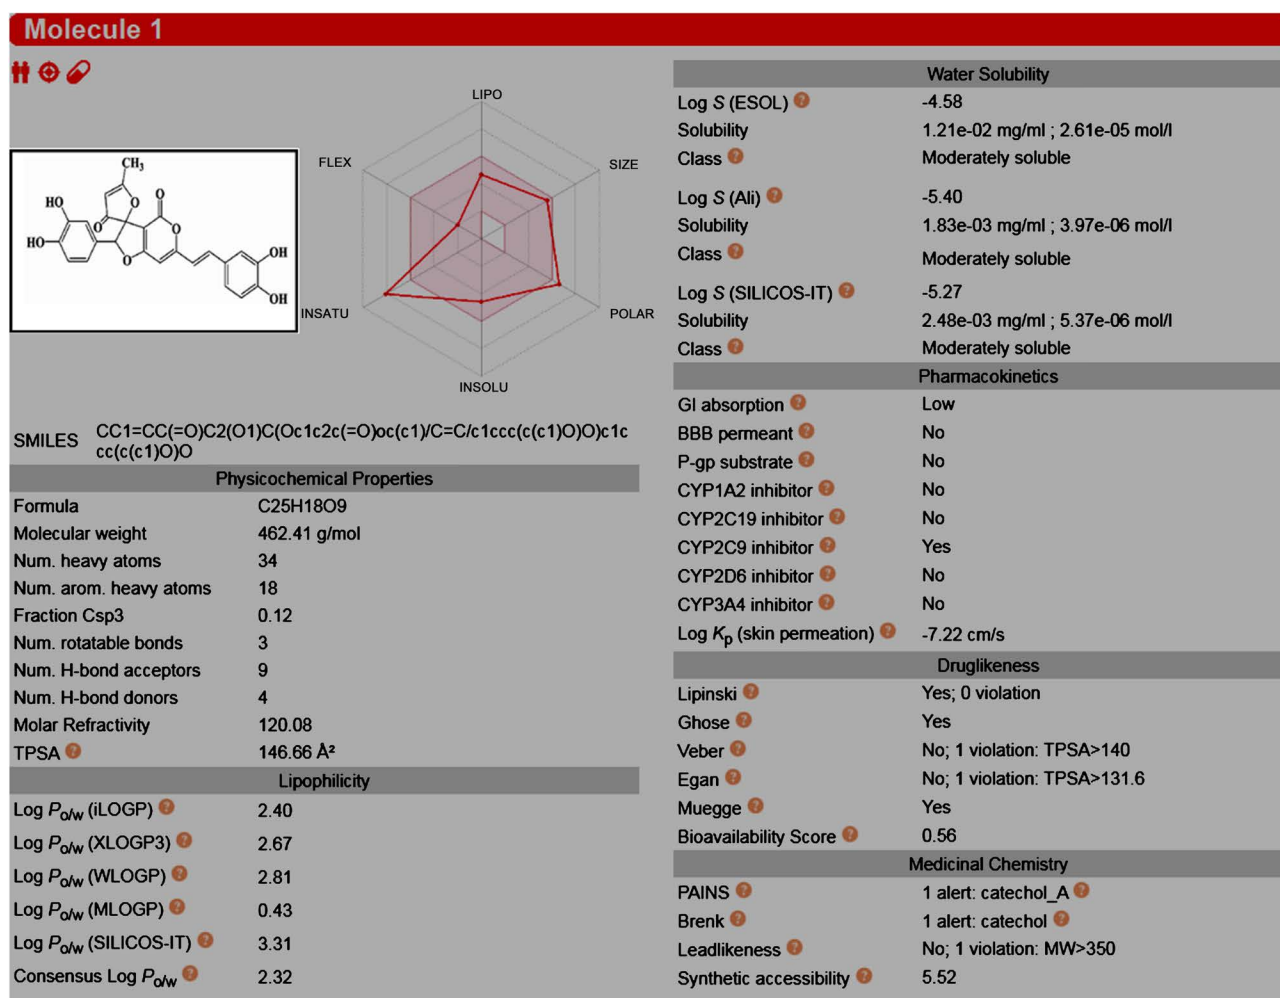 Molecule 1
LIPO
FLEX
SIZE
INSATU
POLAR
INSOLU
CH₃
HO
O
O
O
HO
O
O
OH
OH
SMILES CC1=CC(=O)C2(O1)C(Oc1c2c(=O)oc(c1)/C=C/c1ccc(c(c1)O)O)c1c
cc(c(c1)O)O
Physicochemical Properties
Formula C25H18O9
Molecular weight 462.41 g/mol
Num. heavy atoms 34
Num. arom. heavy atoms 18
Fraction Csp3 0.12
Num. rotatable bonds 3
Num. H-bond acceptors 9
Num. H-bond donors 4
Molar Refractivity 120.08
TPSA ? 146.66 Å²
Lipophilicity
Log Po/w (iLOGP) ? 2.40
Log Po/w (XLOGP3) ? 2.67
Log Po/w (WLOGP) ? 2.81
Log Po/w (MLOGP) ? 0.43
Log Po/w (SILICOS-IT) ? 3.31
Consensus Log Po/w ? 2.32
Water Solubility
Log S (ESOL) ? -4.58
Solubility 1.21e-02 mg/ml ; 2.61e-05 mol/l
Class ? Moderately soluble
Log S (Ali) ? -5.40
Solubility 1.83e-03 mg/ml ; 3.97e-06 mol/l
Class ? Moderately soluble
Log S (SILICOS-IT) ? -5.27
Solubility 2.48e-03 mg/ml ; 5.37e-06 mol/l
Class ? Moderately soluble
Pharmacokinetics
GI absorption ? Low
BBB permeant ? No
P-gp substrate ? No
CYP1A2 inhibitor ? No
CYP2C19 inhibitor ? No
CYP2C9 inhibitor ? Yes
CYP2D6 inhibitor ? No
CYP3A4 inhibitor ? No
Log Kp (skin permeation) ? -7.22 cm/s
Druglikeness
Lipinski ? Yes; 0 violation
Ghose ? Yes
Veber ? No; 1 violation: TPSA>140
Egan ? No; 1 violation: TPSA>131.6
Muegge ? Yes
Bioavailability Score ? 0.56
Medicinal Chemistry
PAINS ? 1 alert: catechol_A ?
Brenk ? 1 alert: catechol ?
Leadlikeness ? No; 1 violation: MW>350
Synthetic accessibility ? 5.52